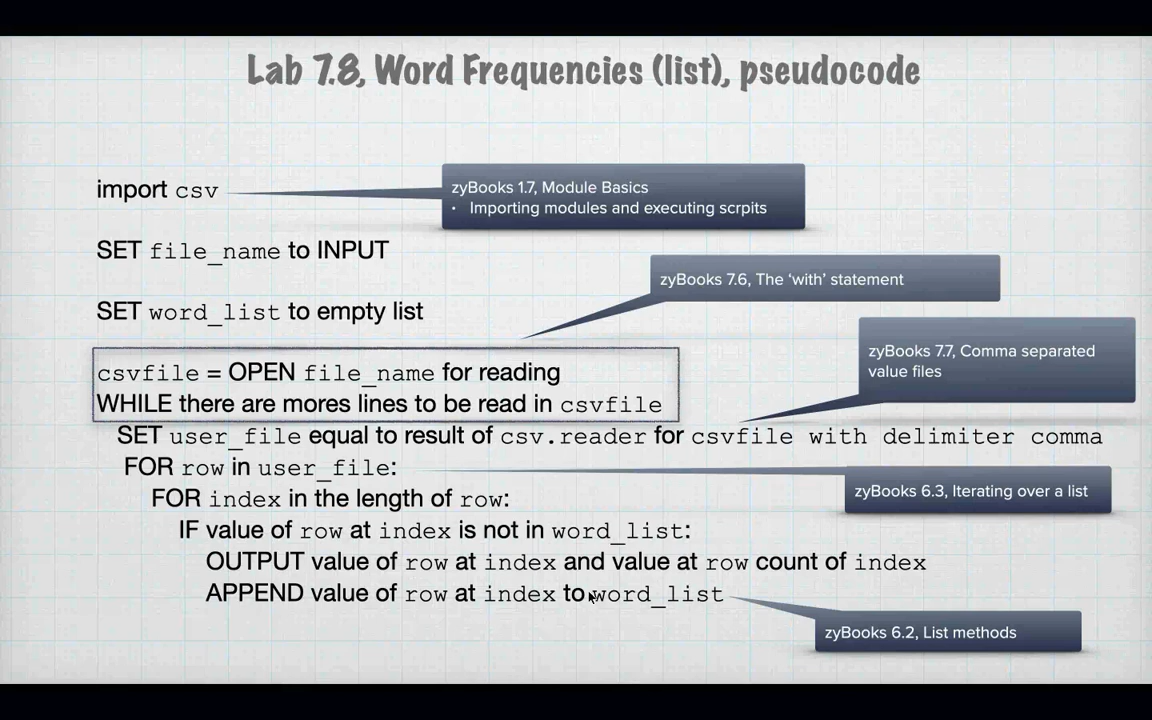 Lab 7.8, Word Frequencies (list), pseudocode
import csv
zyBooks 1.7, Module Basics
• Importing modules and executing scrpits
SET file_name to INPUT
zyBooks 7.6, The ‘with’ statement
SET word_list to empty list
zyBooks 7.7, Comma separated
value files
csvfile = OPEN file_name for reading
WHILE there are mores lines to be read in csvfile
SET user_file equal to result of csv.reader for csvfile with delimiter comma
FOR row in user_file:
zyBooks 6.3, Iterating over a list
FOR index in the length of row:
IF value of row at index is not in word_list:
OUTPUT value of row at index and value at row count of index
APPEND value of row at index to word_list
zyBooks 6.2, List methods